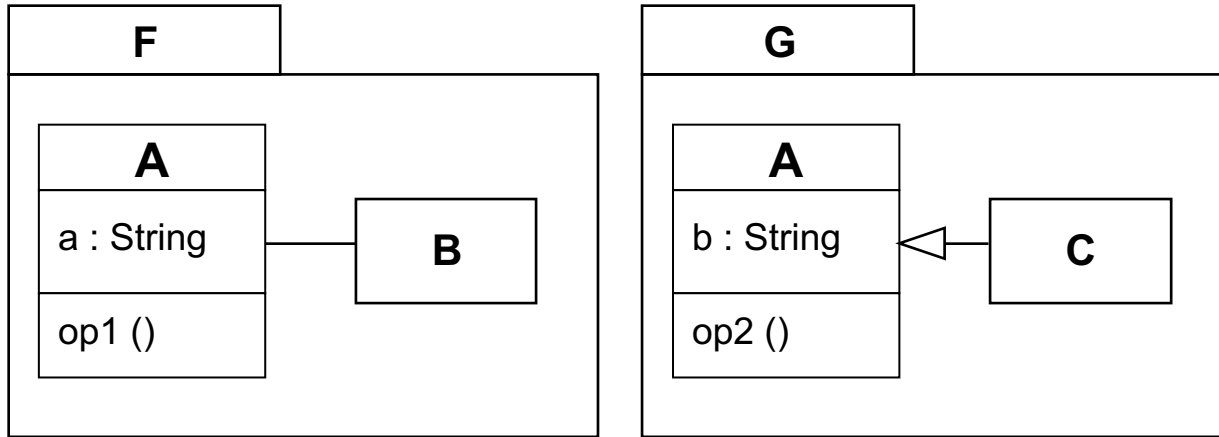 F
A
a : String
op1 ()
B
G
A
b : String
op2 ()
C